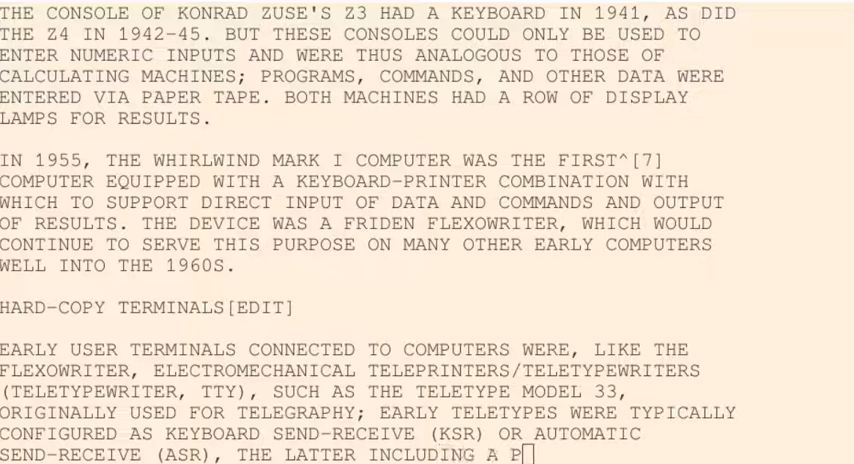 THE CONSOLE OF KONRAD ZUSE'S Z3 HAD A KEYBOARD IN 1941, AS DID
THE Z4 IN 1942-45. BUT THESE CONSOLES COULD ONLY BE USED TO
ENTER NUMERIC INPUTS AND WERE THUS ANALOGOUS TO THOSE OF
CALCULATING MACHINES; PROGRAMS, COMMANDS, AND OTHER DATA WERE
ENTERED VIA PAPER TAPE. BOTH MACHINES HAD A ROW OF DISPLAY
LAMPS FOR RESULTS.

IN 1955, THE WHIRLWIND MARK I COMPUTER WAS THE FIRST^[7]
COMPUTER EQUIPPED WITH A KEYBOARD-PRINTER COMBINATION WITH
WHICH TO SUPPORT DIRECT INPUT OF DATA AND COMMANDS AND OUTPUT
OF RESULTS. THE DEVICE WAS A FRIDEN FLEXOWRITER, WHICH WOULD
CONTINUE TO SERVE THIS PURPOSE ON MANY OTHER EARLY COMPUTERS
WELL INTO THE 1960S.

HARD-COPY TERMINALS[EDIT]

EARLY USER TERMINALS CONNECTED TO COMPUTERS WERE, LIKE THE
FLEXOWRITER, ELECTROMECHANICAL TELEPRINTERS/TELETYPEWRITERS
(TELETYPEWRITER, TTY), SUCH AS THE TELETYPE MODEL 33,
ORIGINALLY USED FOR TELEGRAPHY; EARLY TELETYPES WERE TYPICALLY
CONFIGURED AS KEYBOARD SEND-RECEIVE (KSR) OR AUTOMATIC
SEND-RECEIVE (ASR), THE LATTER INCLUDING A P